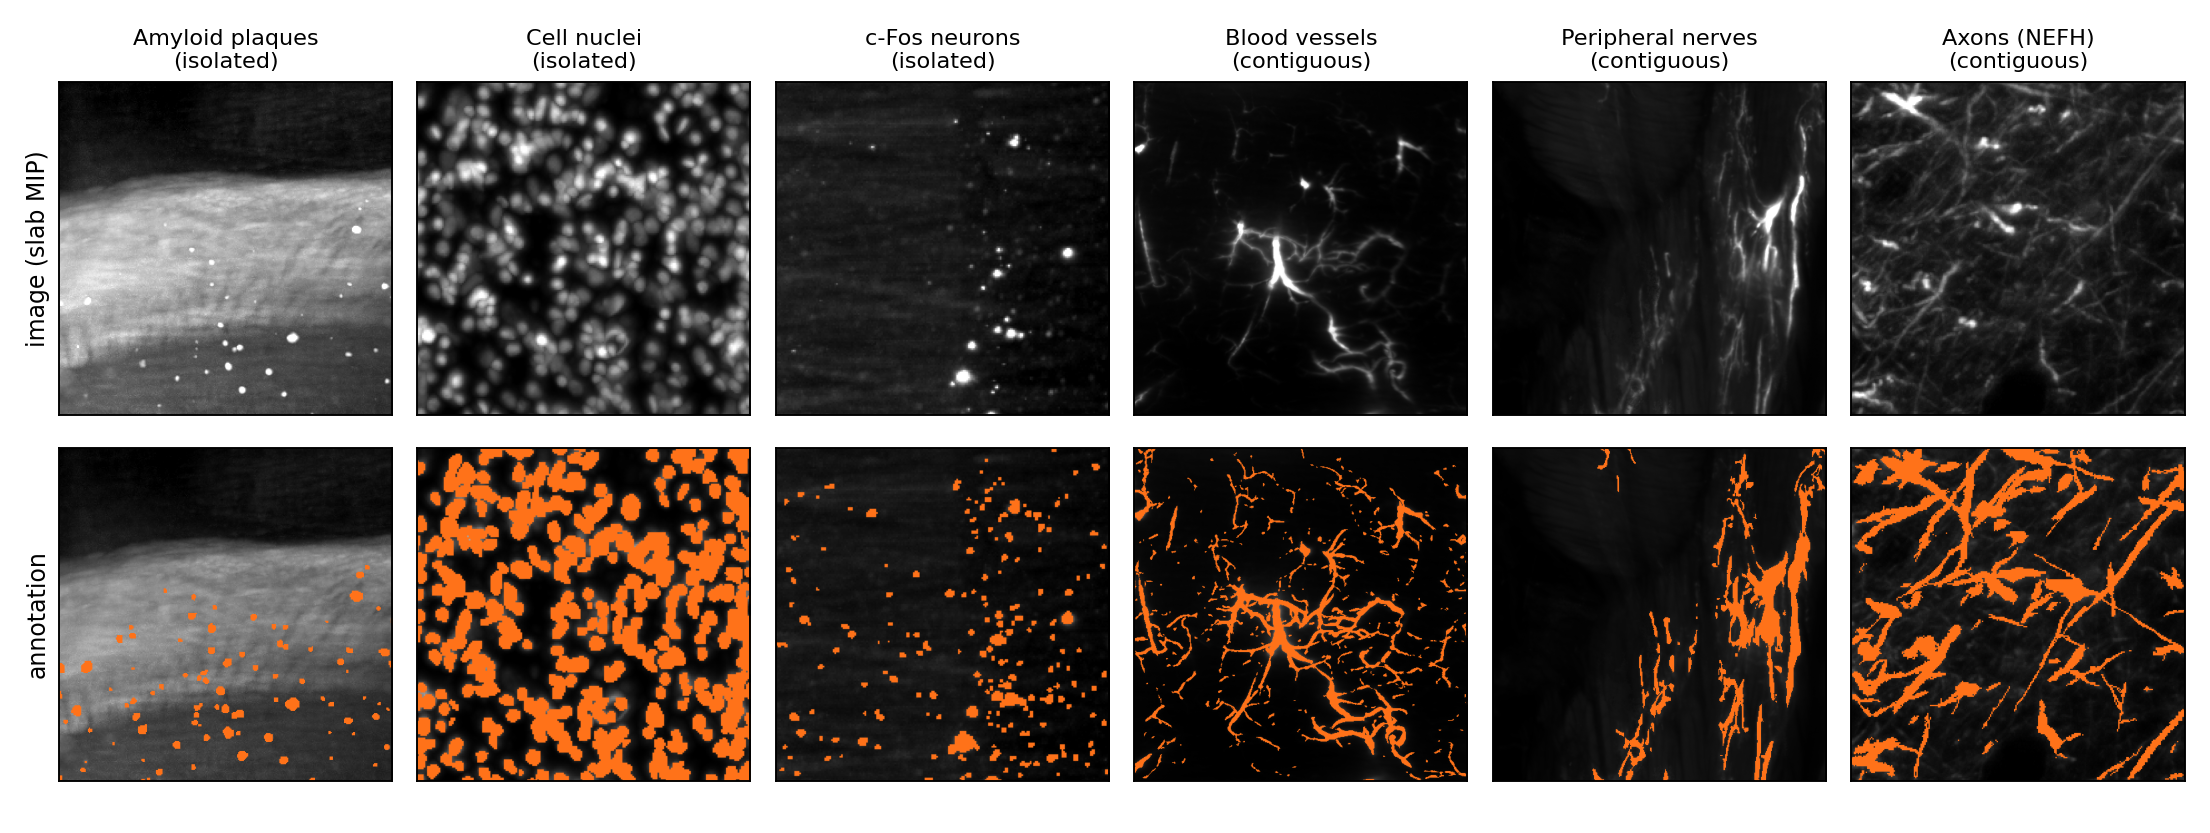 Amyloid plaques
(isolated)
Cell nuclei
(isolated)
c-Fos neurons
(isolated)
Blood vessels
(contiguous)
Peripheral nerves
(contiguous)
Axons (NEFH)
(contiguous)
image (slab MIP)
annotation